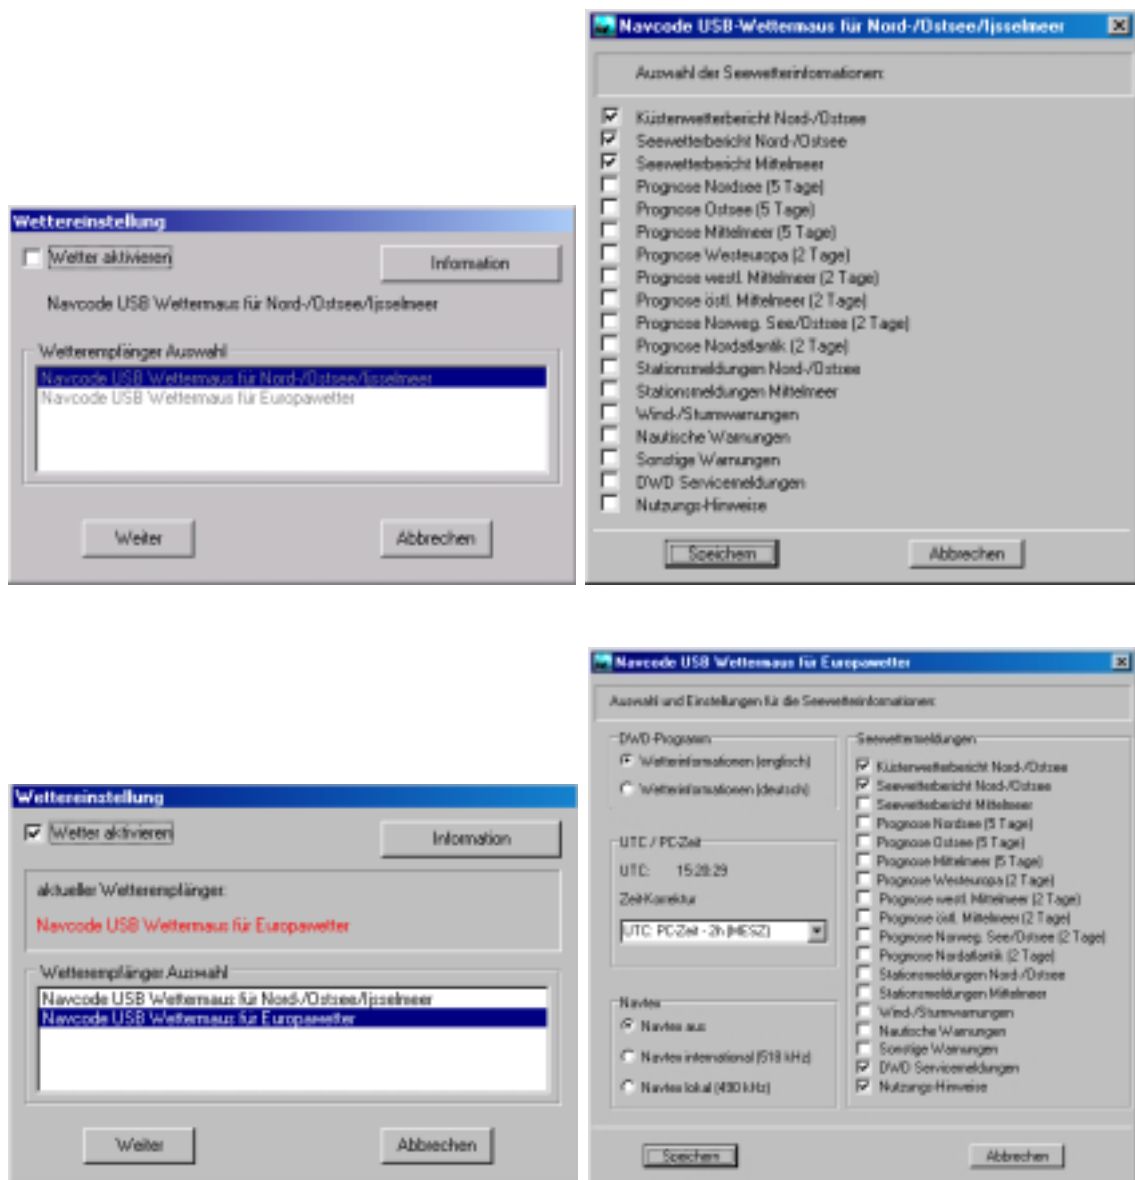 Navcode USB-Wettermaus für Nord-/Ostsee/Ijsselmeer
Auswahl der Seewetterinformationen:
Küstenwetterbericht Nord-/Ostsee
Seewetterbericht Nord-/Ostsee
Seewetterbericht Mittelmeer
Prognose Nordsee (5 Tage)
Prognose Ostsee (5 Tage)
Prognose Mittelmeer (5 Tage)
Prognose Westeuropa (2 Tage)
Prognose westl. Mittelmeer (2 Tage)
Prognose östl. Mittelmeer (2 Tage)
Prognose Norweg. See/Ostsee (2 Tage)
Prognose Nordatlantik (2 Tage)
Stationsmeldungen Nord-/Ostsee
Stationsmeldungen Mittelmeer
Wind-/Sturmwarnungen
Nautische Warnungen
Sonstige Warnungen
DWD Servicemeldungen
Nutzungs-Hinweise
Speichern
Abbrechen
Wettereinstellung
Wetter aktivieren
Information
Navcode USB Wettermaus für Nord-/Ostsee/Ijsselmeer
Wetterempfänger Auswahl
Navcode USB Wettermaus für Nord-/Ostsee/Ijsselmeer
Navcode USB Wettermaus für Europawetter
Weiter
Abbrechen
Wettereinstellung
Wetter aktivieren
Information
aktueller Wetterempfänger:
Navcode USB Wettermaus für Europawetter
Wetterempfänger Auswahl
Navcode USB Wettermaus für Nord-/Ostsee/Ijsselmeer
Navcode USB Wettermaus für Europawetter
Weiter
Abbrechen
Navcode USB Wettermaus für Europawetter
Auswahl und Einstellungen für die Seewetterinformationen:
DWD-Programm
Wetterinformationen (englisch)
Wetterinformationen (deutsch)
UTC / PC-Zeit
UTC: 15:28:29
Zeit-Korrektur
UTC: PC-Zeit - 2h (MESZ)
Navtex
Navtex aus
Navtex international (518 kHz)
Navtex lokal (490 kHz)
Seewettermeldungen
Küstenwetterbericht Nord-/Ostsee
Seewetterbericht Nord-/Ostsee
Seewetterbericht Mittelmeer
Prognose Nordsee (5 Tage)
Prognose Ostsee (5 Tage)
Prognose Mittelmeer (5 Tage)
Prognose Westeuropa (2 Tage)
Prognose westl. Mittelmeer (2 Tage)
Prognose östl. Mittelmeer (2 Tage)
Prognose Norweg. See/Ostsee (2 Tage)
Prognose Nordatlantik (2 Tage)
Stationsmeldungen Nord-/Ostsee
Stationsmeldungen Mittelmeer
Wind-/Sturmwarnungen
Nautische Warnungen
Sonstige Warnungen
DWD Servicemeldungen
Nutzungs-Hinweise
Speichern
Abbrechen